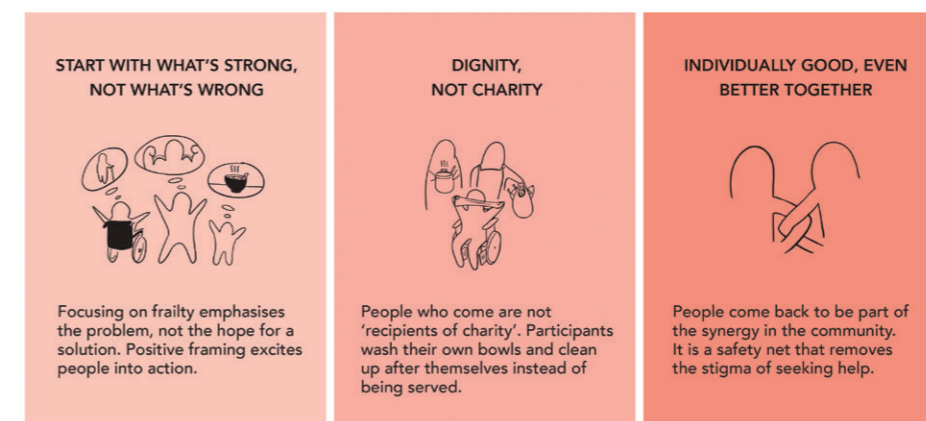 START WITH WHAT'S STRONG,
NOT WHAT'S WRONG
Focusing on frailty emphasises
the problem, not the hope for a
solution. Positive framing excites
people into action.
DIGNITY,
NOT CHARITY
People who come are not
‘recipients of charity’. Participants
wash their own bowls and clean
up after themselves instead of
being served.
INDIVIDUALLY GOOD, EVEN
BETTER TOGETHER
People come back to be part of
the synergy in the community.
It is a safety net that removes
the stigma of seeking help.